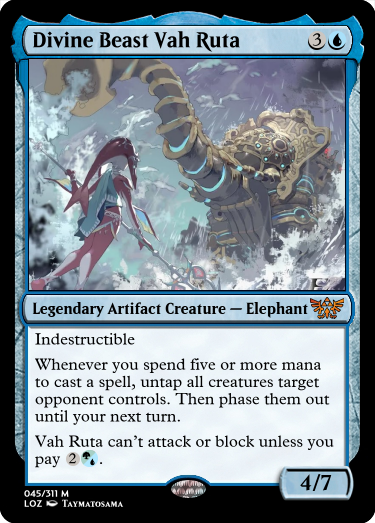 Divine Beast Vah Ruta 3
Legendary Artifact Creature — Elephant
Indestructible
Whenever you spend five or more mana
to cast a spell, untap all creatures target
opponent controls. Then phase them out
until your next turn.
Vah Ruta can't attack or block unless you
pay 2 .
4/7
045/311 M
LOZ Taymatosama